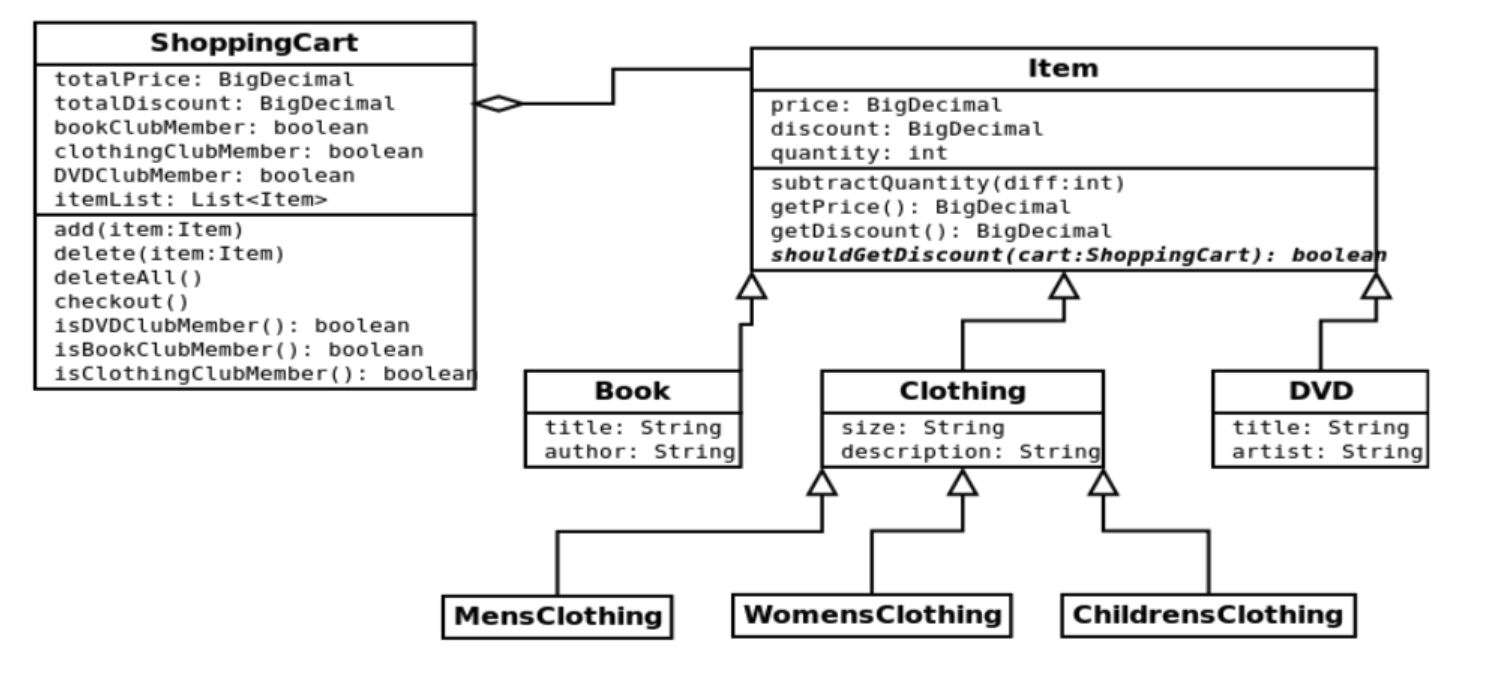 ShoppingCart
totalPrice: BigDecimal
totalDiscount: BigDecimal
bookClubMember: boolean
clothingClubMember: boolean
DVDClubMember: boolean
itemList: List<Item>
add(item:Item)
delete(item:Item)
deleteAll()
checkout()
isDVDClubMember(): boolean
isBookClubMember(): boolean
isClothingClubMember(): boolean
Item
price: BigDecimal
discount: BigDecimal
quantity: int
subtractQuantity(diff:int)
getPrice(): BigDecimal
getDiscount(): BigDecimal
shouldGetDiscount(cart:ShoppingCart): boolean
Book
title: String
author: String
Clothing
size: String
description: String
DVD
title: String
artist: String
MensClothing
WomensClothing
ChildrensClothing